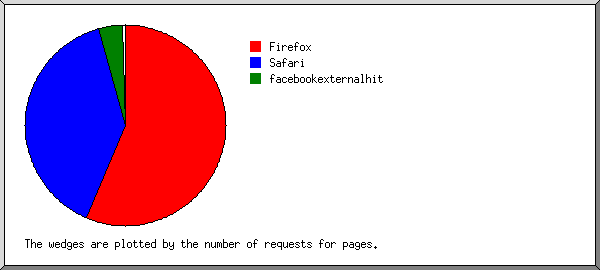 Firefox
Safari
facebookexternalhit
The wedges are plotted by the number of requests for pages.